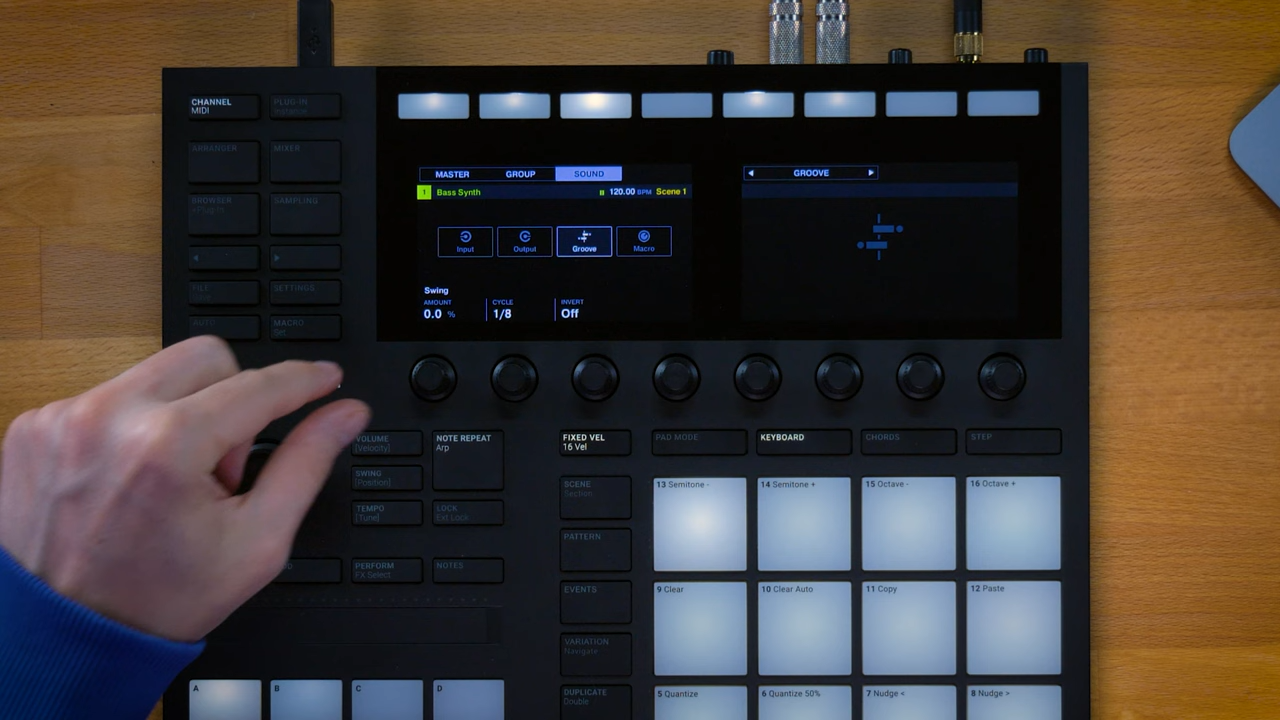 CHANNEL
MIDI
PLUG-IN
Instance
ARRANGER
MIXER
BROWSER
+Plug-In
SAMPLING
FILE
SETTINGS
AUTO
MACRO
Set
MASTER GROUP SOUND
1 Bass Synth 120.00 BPM Scene 1
Input Output Groove Macro
Swing
AMOUNT CYCLE INVERT
0.0 % 1/8 Off
GROOVE
VOLUME
[Velocity]
SWING
[Position]
TEMPO
[Tune]
NOTE REPEAT
Arp
LOCK
Ext Lock
PERFORM
FX Select
NOTES
FIXED VEL
16 Vel
PAD MODE
KEYBOARD
CHORDS
STEP
SCENE
Section
PATTERN
EVENTS
VARIATION
Navigate
DUPLICATE
Double
13 Semitone -
14 Semitone +
15 Octave -
16 Octave +
9 Clear
10 Clear Auto
11 Copy
12 Paste
5 Quantize
6 Quantize 50%
7 Nudge <
8 Nudge >
A
B
C
D